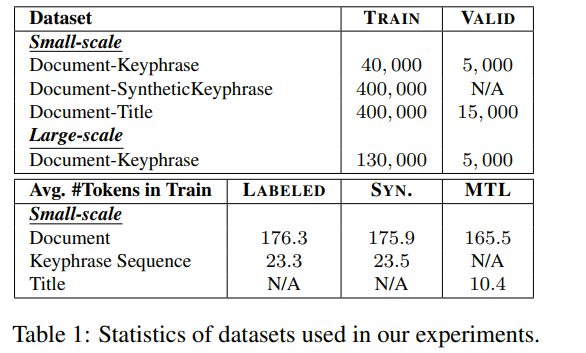 Dataset TRAIN VALID
Small-scale
Document-Keyphrase 40, 000 5, 000
Document-SyntheticKeyphrase 400, 000 N/A
Document-Title 400, 000 15, 000
Large-scale
Document-Keyphrase 130, 000 5, 000
Avg. #Tokens in Train LABELED SYN. MTL
Small-scale
Document 176.3 175.9 165.5
Keyphrase Sequence 23.3 23.5 N/A
Title N/A N/A 10.4
Table 1: Statistics of datasets used in our experiments.